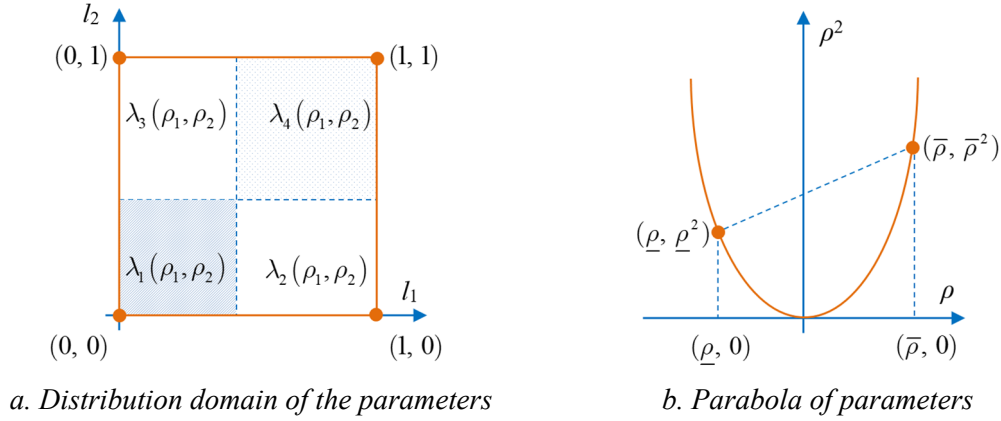 l₂
(0, 1)
(1, 1)
λ₃(ρ₁, ρ₂)
λ₄(ρ₁, ρ₂)
λ₁(ρ₁, ρ₂)
λ₂(ρ₁, ρ₂)
l₁
(0, 0)
(1, 0)
a. Distribution domain of the parameters
ρ²
(ρ̅, ρ̅²)
(ρ̲, ρ̲²)
ρ
(ρ̲, 0)
(ρ̅, 0)
b. Parabola of parameters